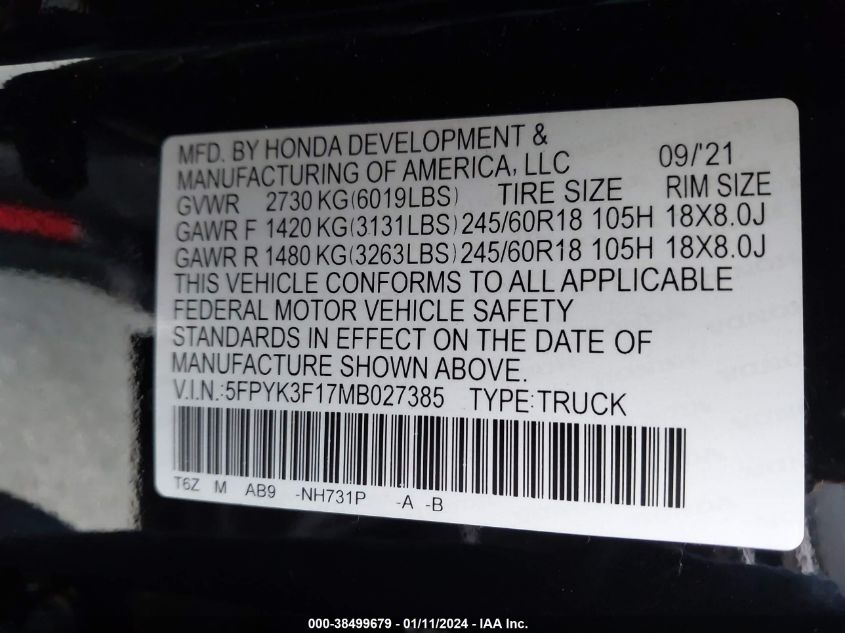 MFD. BY HONDA DEVELOPMENT &
MANUFACTURING OF AMERICA, LLC 09/'21
GVWR 2730 KG(6019LBS) TIRE SIZE RIM SIZE
GAWR F 1420 KG(3131LBS) 245/60R18 105H 18X8.0J
GAWR R 1480 KG(3263LBS) 245/60R18 105H 18X8.0J
THIS VEHICLE CONFORMS TO ALL APPLICABLE
FEDERAL MOTOR VEHICLE SAFETY
STANDARDS IN EFFECT ON THE DATE OF
MANUFACTURE SHOWN ABOVE.
V.I.N.:5FPYK3F17MB027385 TYPE:TRUCK
T6Z M AB9 -NH731P -A -B
000-38499679 - 01/11/2024 - IAA Inc.